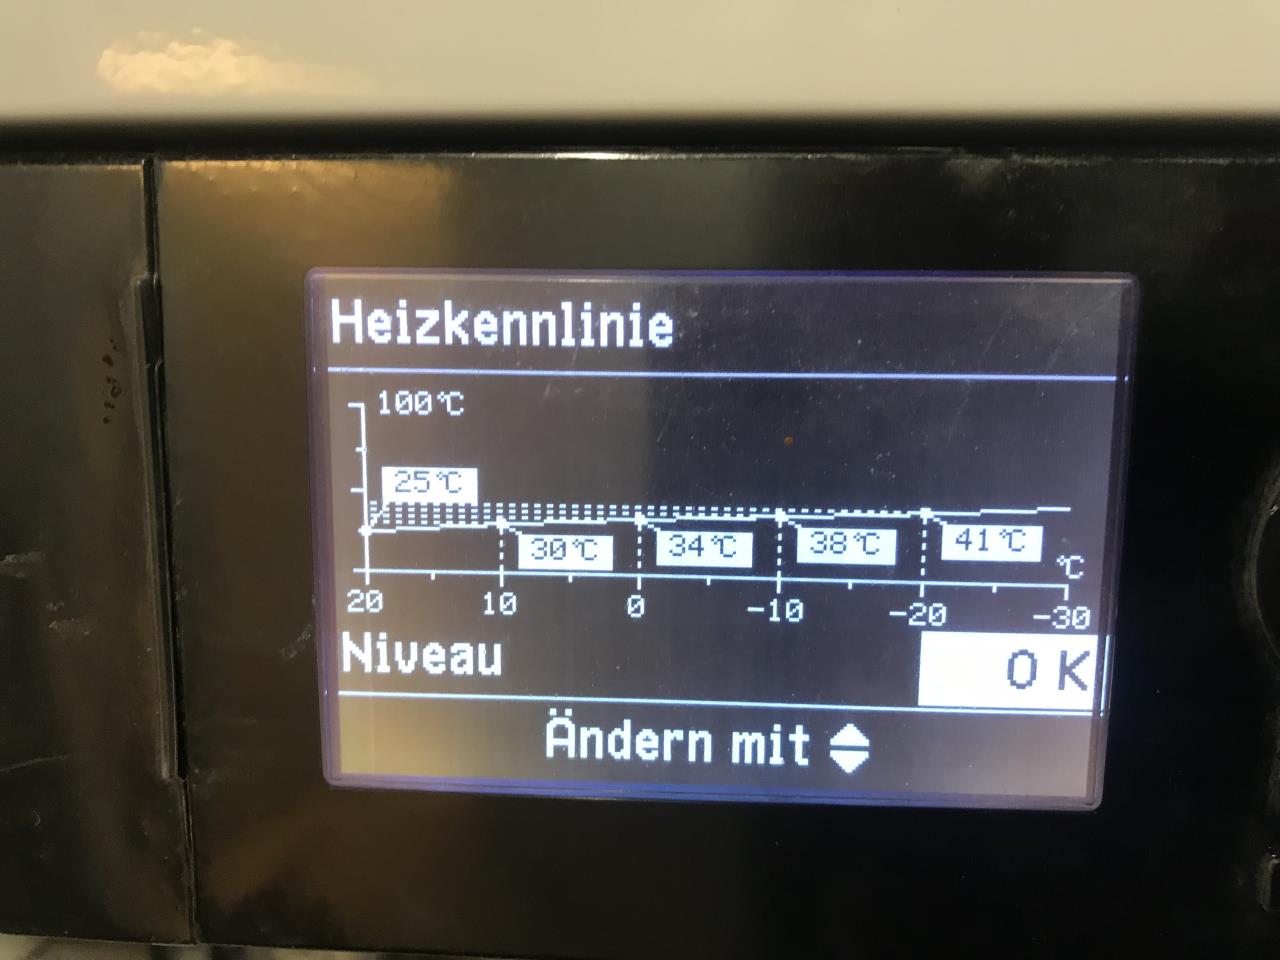 Heizkennlinie
100°C
25°C
30°C 34°C 38°C 41°C
°C
20 10 0 -10 -20 -30
Niveau 0 K
Ändern mit